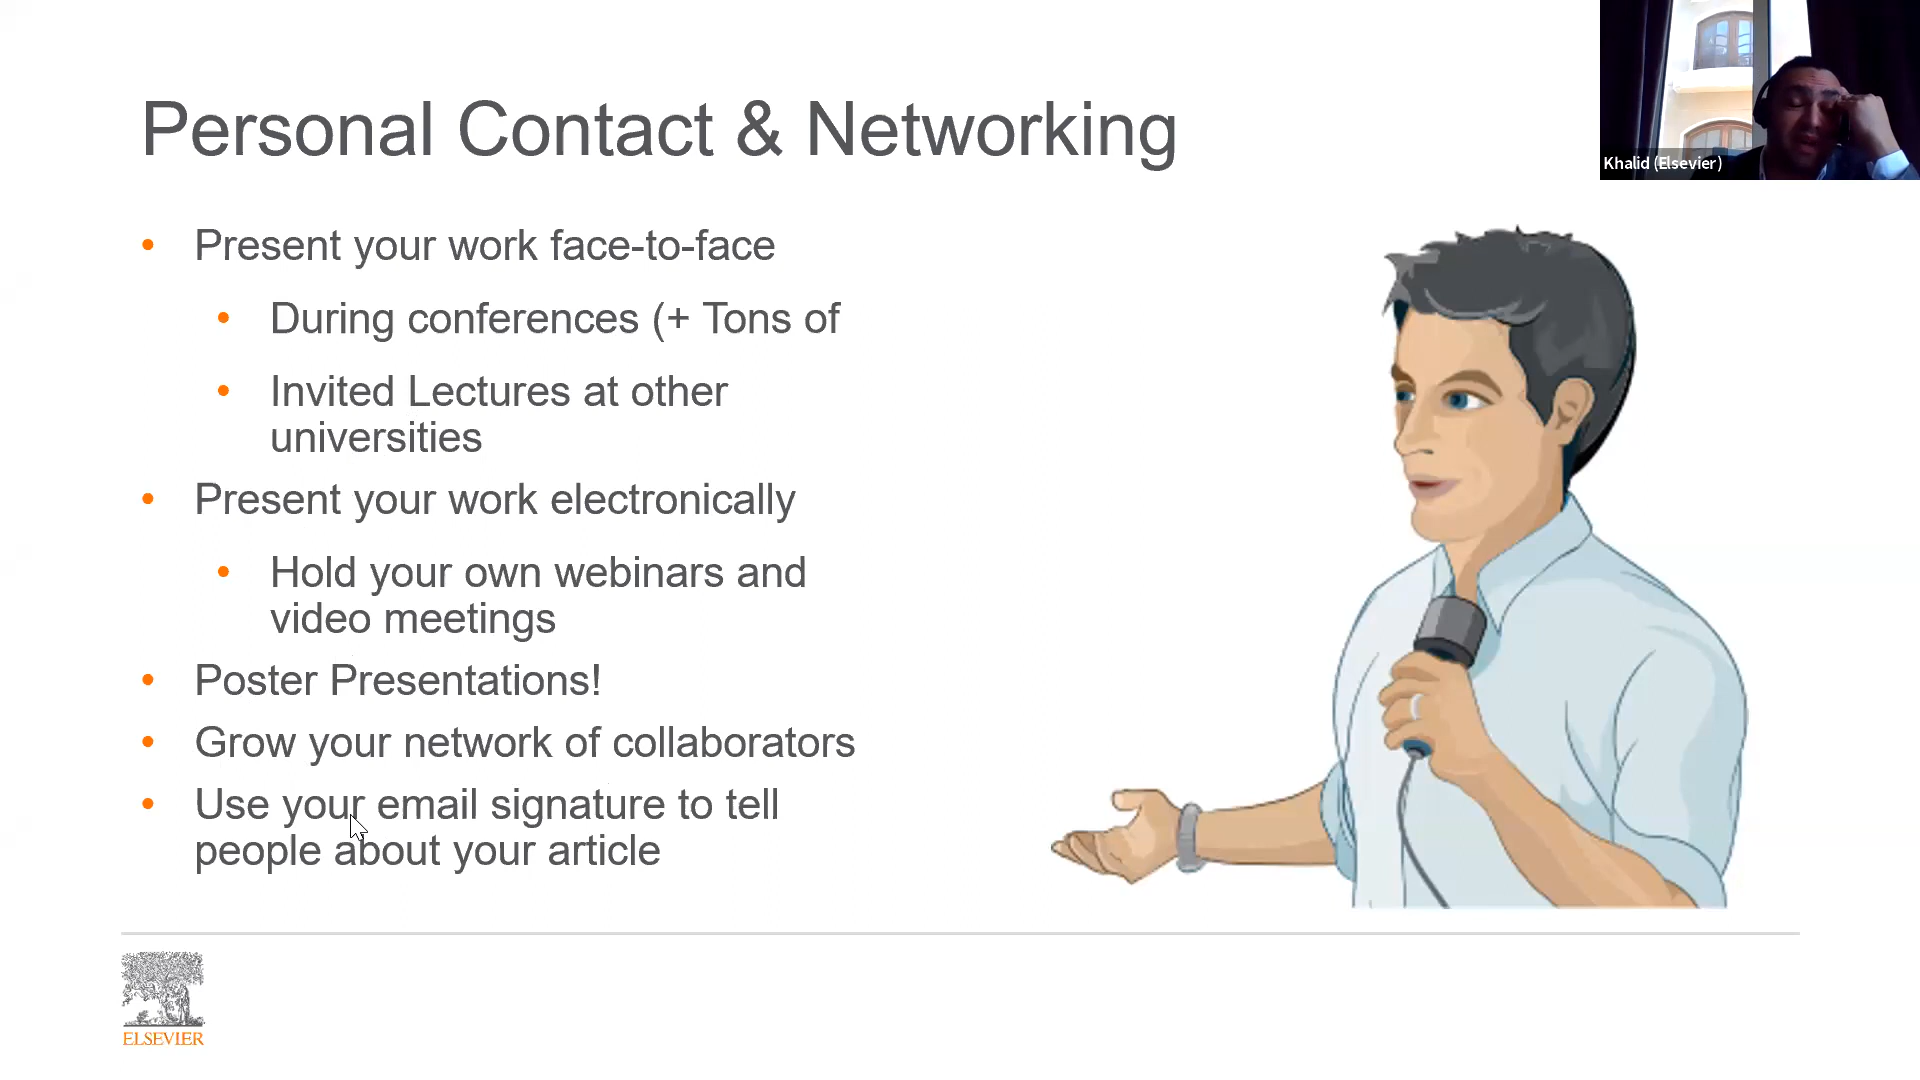 Personal Contact & Networking
Khalid (Elsevier)
• Present your work face-to-face
• During conferences (+ Tons of
• Invited Lectures at other
universities
• Present your work electronically
• Hold your own webinars and
video meetings
• Poster Presentations!
• Grow your network of collaborators
• Use your email signature to tell
people about your article
ELSEVIER